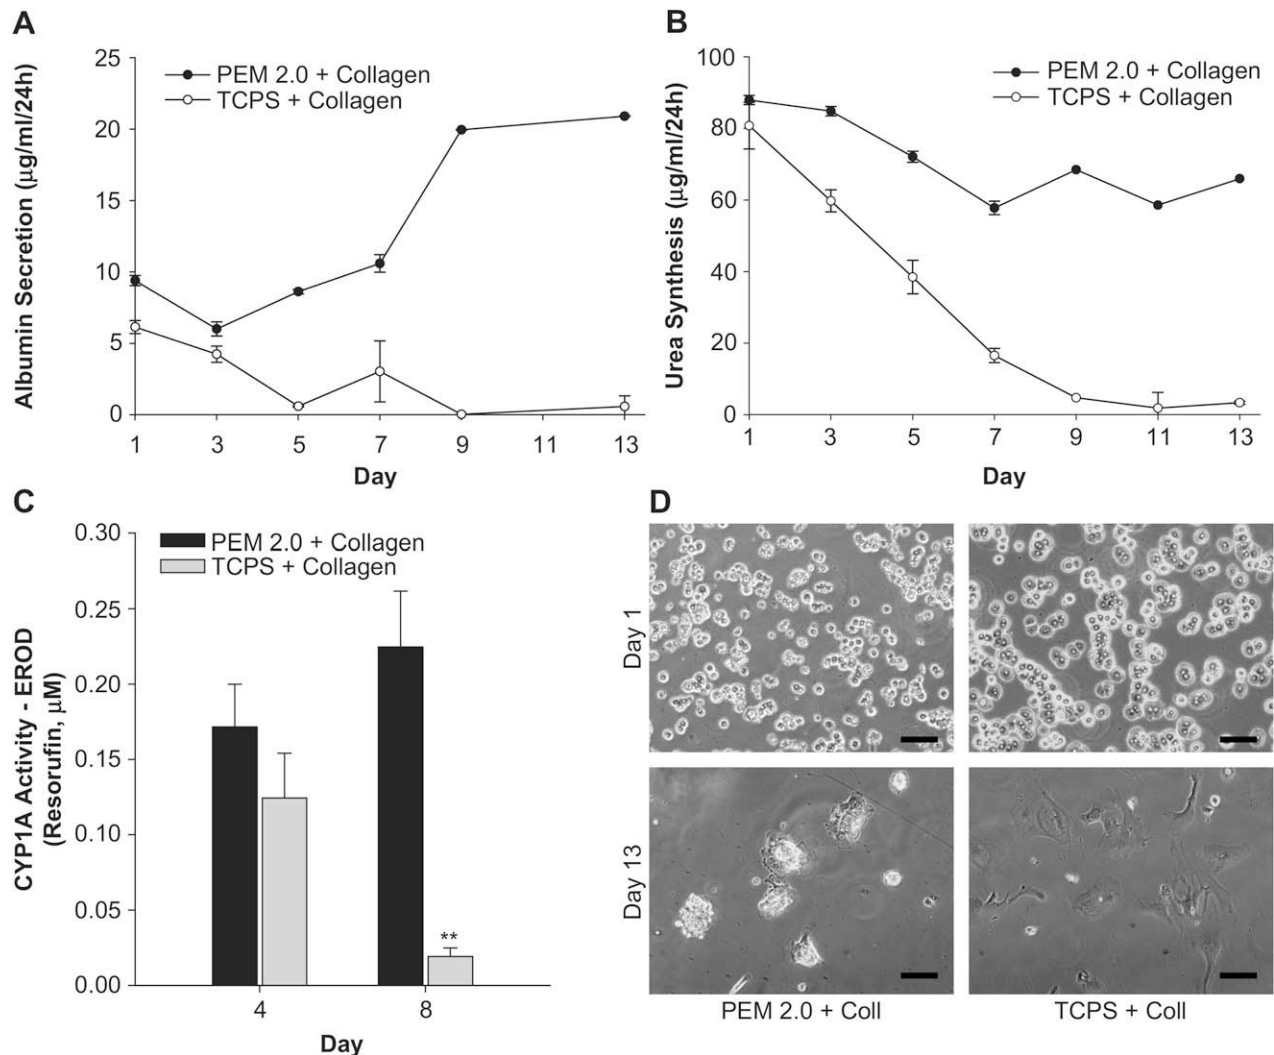 A
Albumin Secretion (μg/ml/24h)
25
20
15
10
5
0
PEM 2.0 + Collagen
TCPS + Collagen
1 3 5 7 9 11 13
Day
B
Urea Synthesis (μg/ml/24h)
100
80
60
40
20
0
PEM 2.0 + Collagen
TCPS + Collagen
1 3 5 7 9 11 13
Day
C
CYP1A Activity - EROD
(Resorufin, μM)
0.30
0.25
0.20
0.15
0.10
0.05
0.00
PEM 2.0 + Collagen
TCPS + Collagen
**
4 8
Day
D
Day 1
Day 13
PEM 2.0 + Coll TCPS + Coll